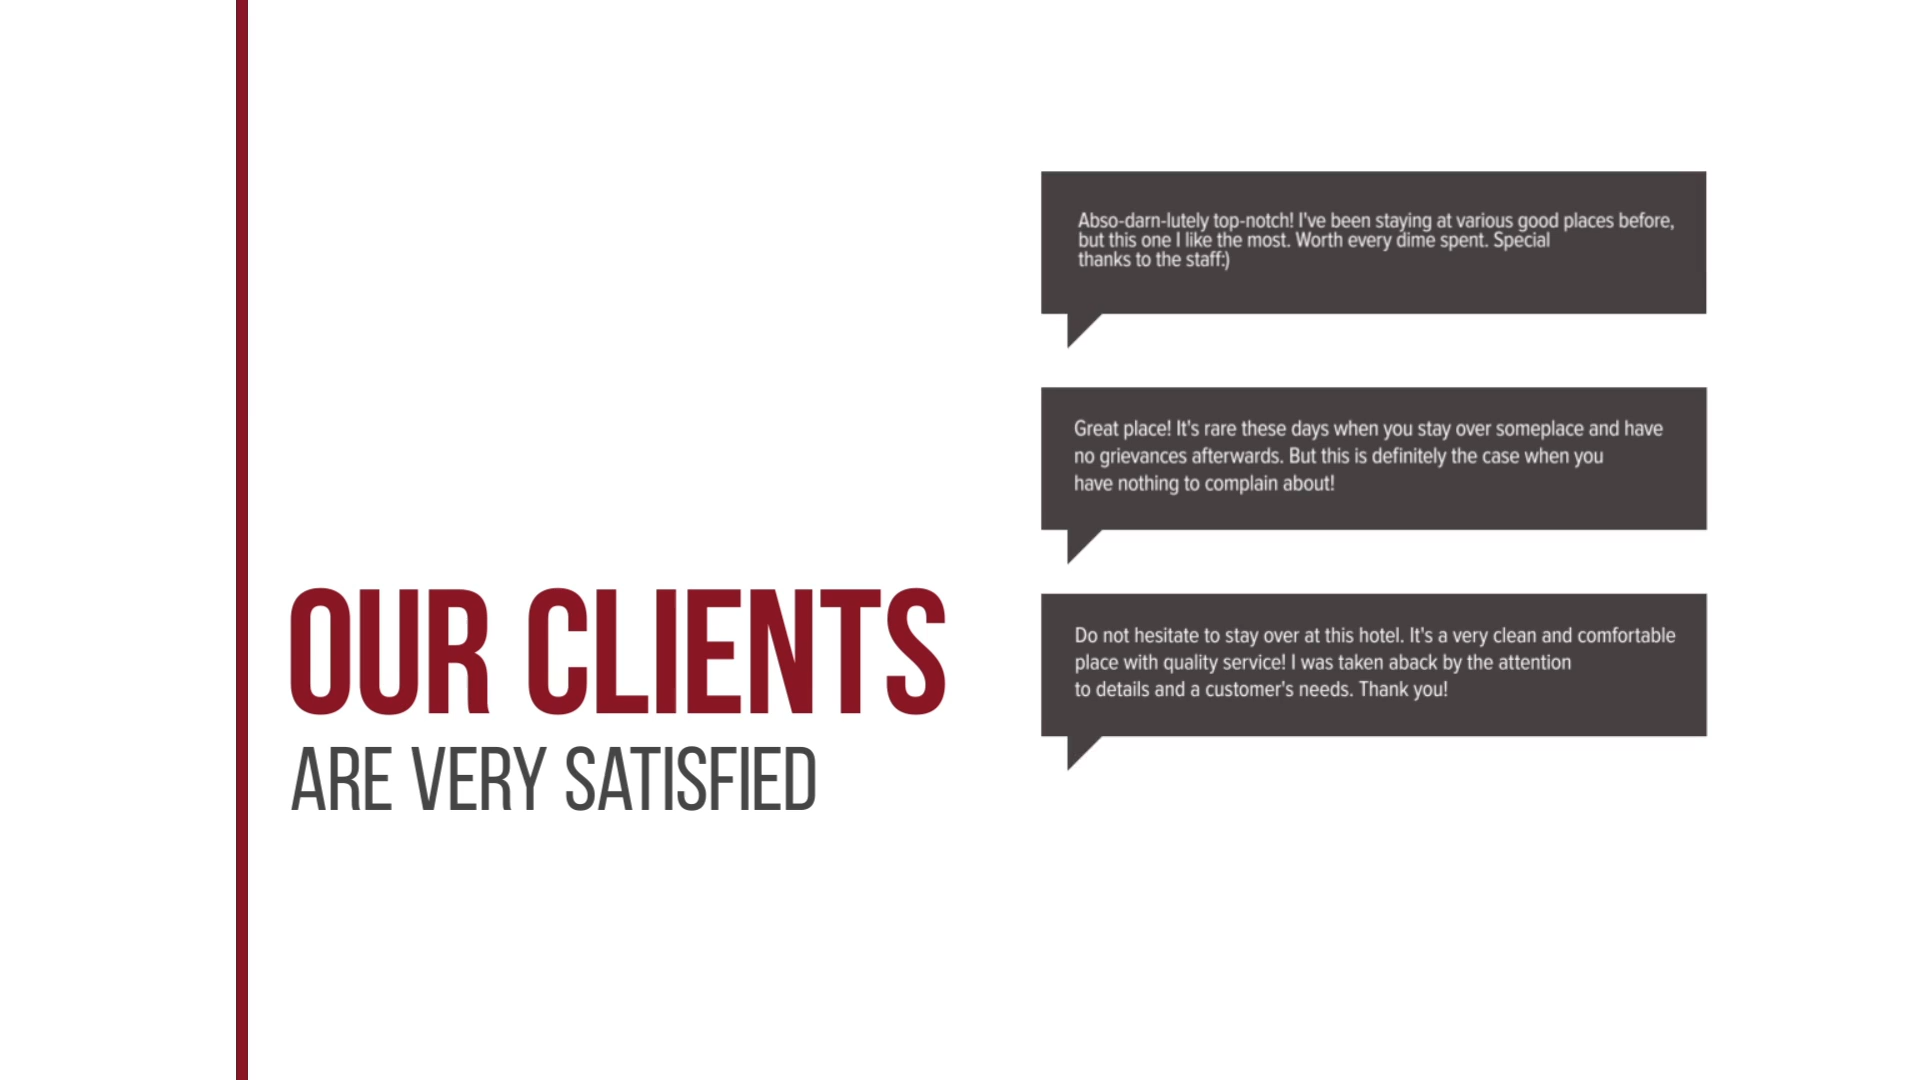 OUR CLIENTS
ARE VERY SATISFIED
Abso-darn-lutely top-notch! I've been staying at various good places before,
but this one I like the most. Worth every dime spent. Special
thanks to the staff:)
Great place! It's rare these days when you stay over someplace and have
no grievances afterwards. But this is definitely the case when you
have nothing to complain about!
Do not hesitate to stay over at this hotel. It's a very clean and comfortable
place with quality service! I was taken aback by the attention
to details and a customer's needs. Thank you!